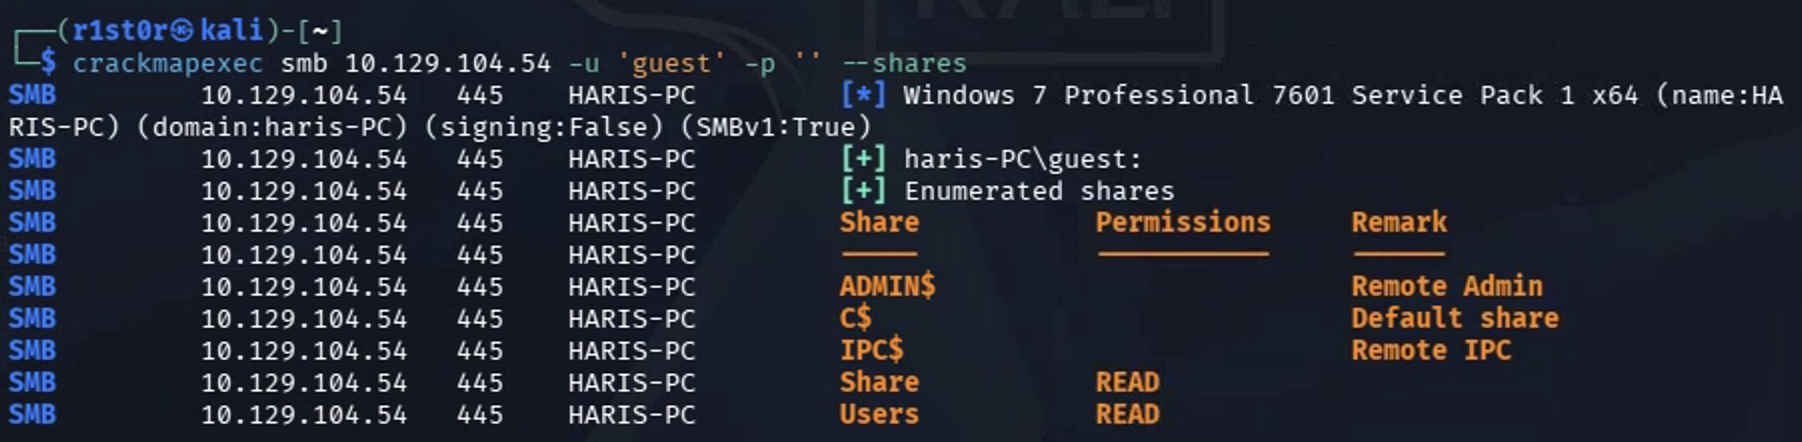 ┌──(r1st0r㉿kali)-[~]
└─$ crackmapexec smb 10.129.104.54 -u 'guest' -p '' --shares
SMB         10.129.104.54   445    HARIS-PC         [*] Windows 7 Professional 7601 Service Pack 1 x64 (name:HA
RIS-PC) (domain:haris-PC) (signing:False) (SMBv1:True)
SMB         10.129.104.54   445    HARIS-PC         [+] haris-PC\guest:
SMB         10.129.104.54   445    HARIS-PC         [+] Enumerated shares
SMB         10.129.104.54   445    HARIS-PC         Share           Permissions     Remark
SMB         10.129.104.54   445    HARIS-PC         -----           -----------     ------
SMB         10.129.104.54   445    HARIS-PC         ADMIN$                          Remote Admin
SMB         10.129.104.54   445    HARIS-PC         C$                              Default share
SMB         10.129.104.54   445    HARIS-PC         IPC$                            Remote IPC
SMB         10.129.104.54   445    HARIS-PC         Share           READ
SMB         10.129.104.54   445    HARIS-PC         Users           READ